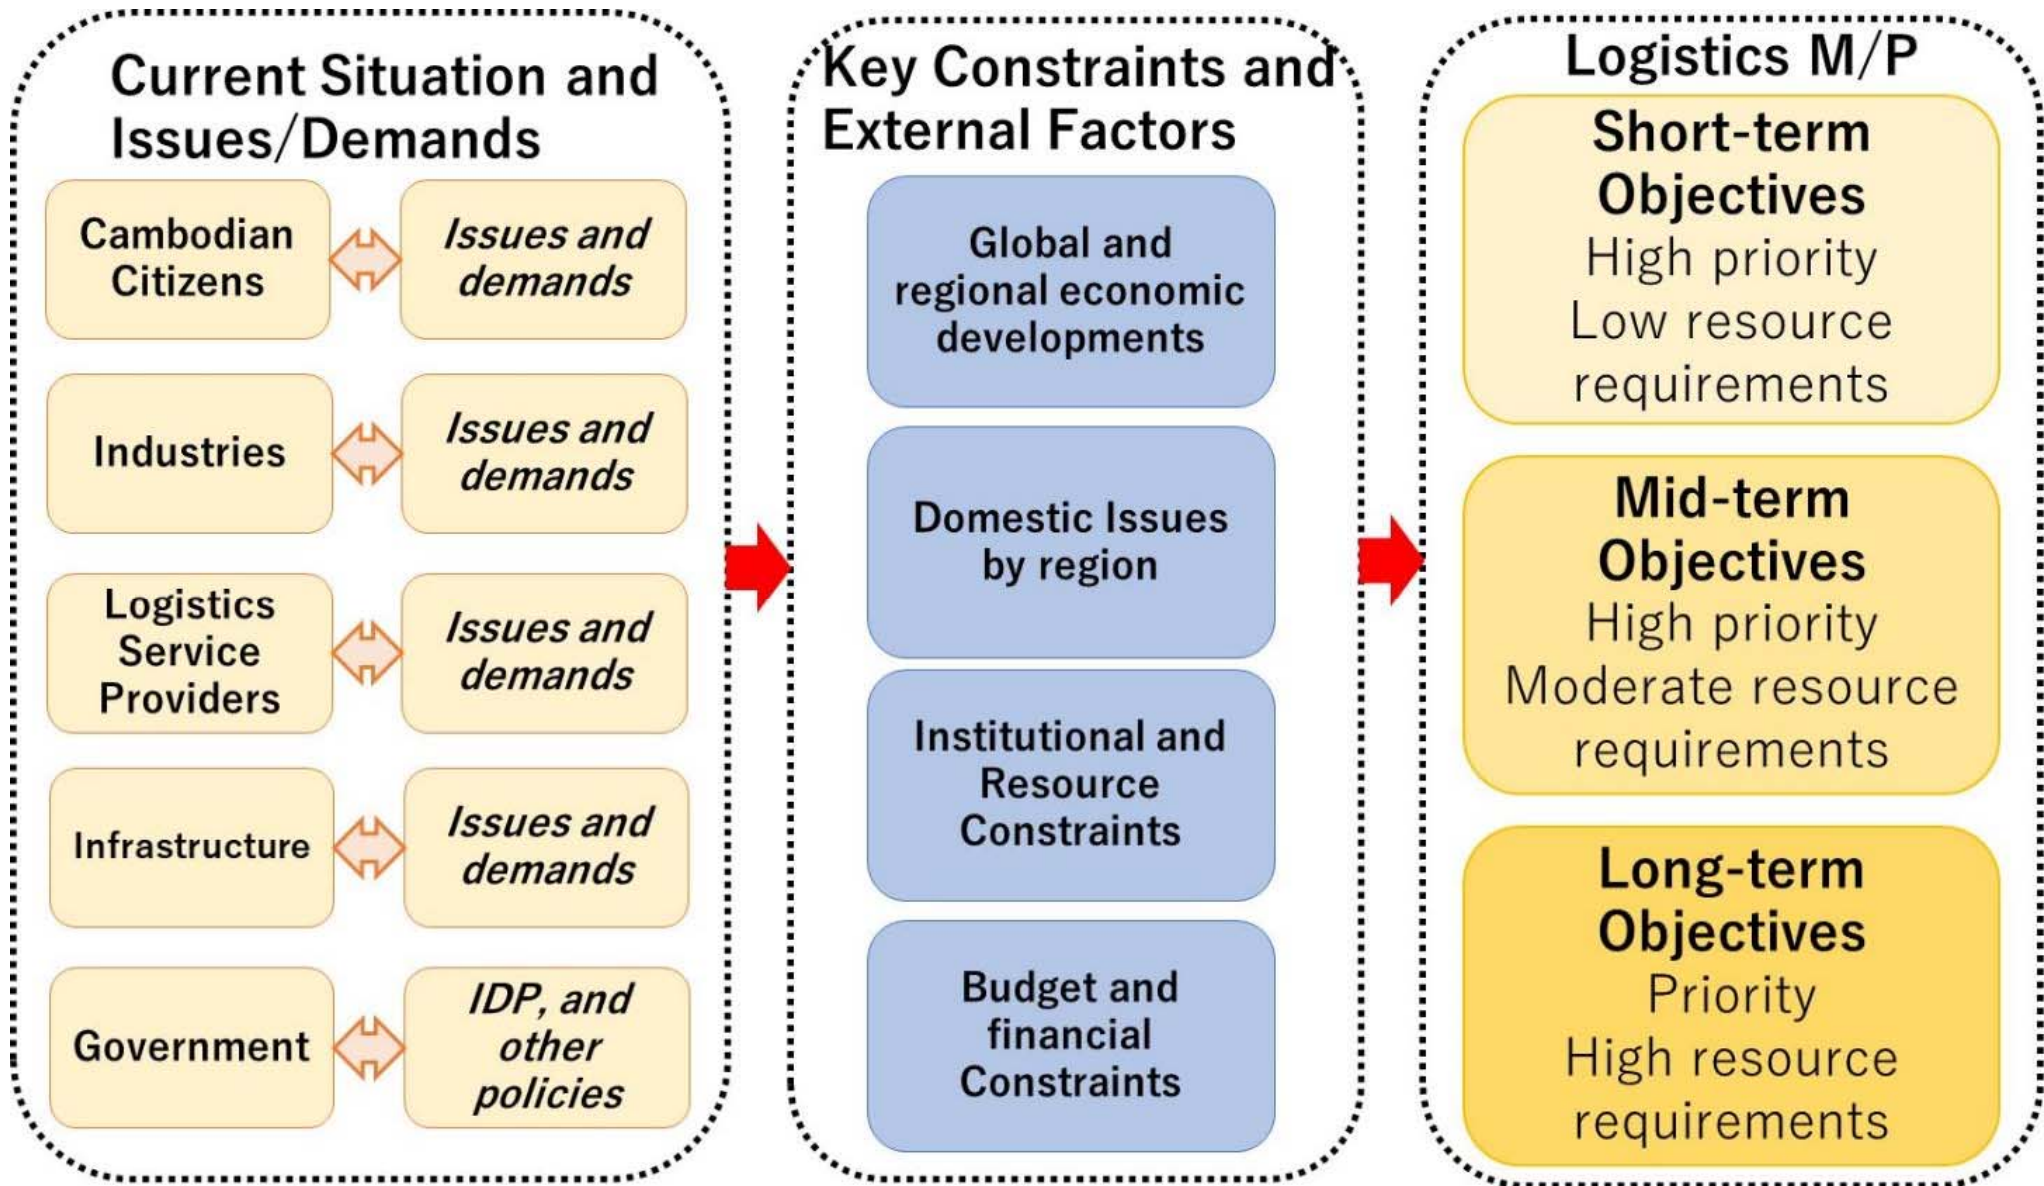 Current Situation and
Issues/Demands
Cambodian
Citizens
Issues and
demands
Industries
Issues and
demands
Logistics
Service
Providers
Issues and
demands
Infrastructure
Issues and
demands
Government
IDP, and
other
policies
Key Constraints and
External Factors
Global and
regional economic
developments
Domestic Issues
by region
Institutional and
Resource
Constraints
Budget and
financial
Constraints
Logistics M/P
Short-term
Objectives
High priority
Low resource
requirements
Mid-term
Objectives
High priority
Moderate resource
requirements
Long-term
Objectives
Priority
High resource
requirements